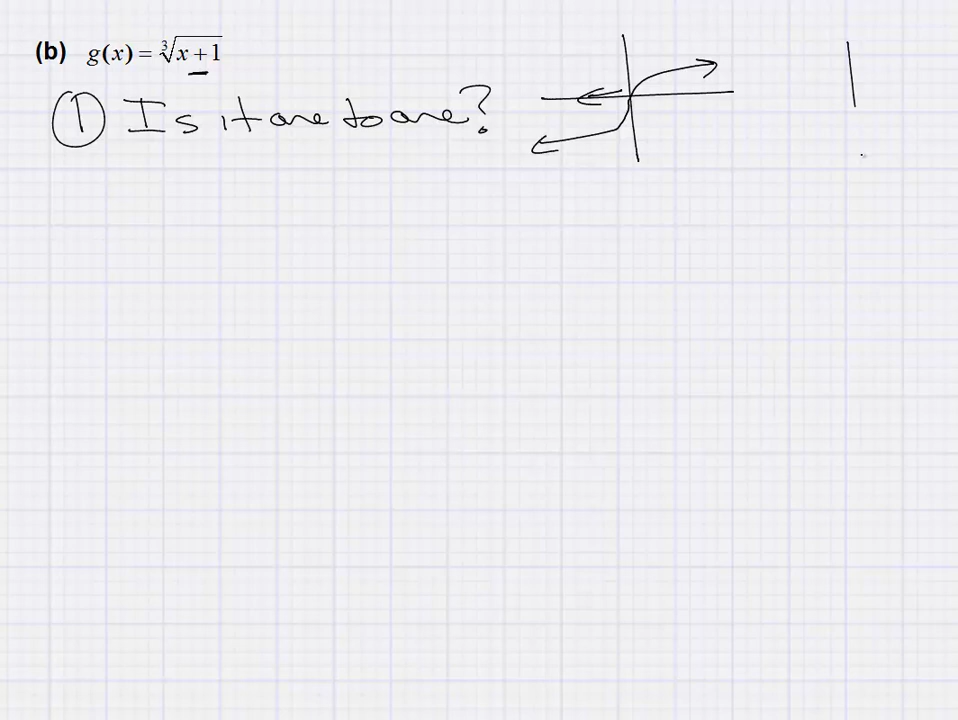 (b) g(x) = ∛(x + 1)
① Is it one to one?